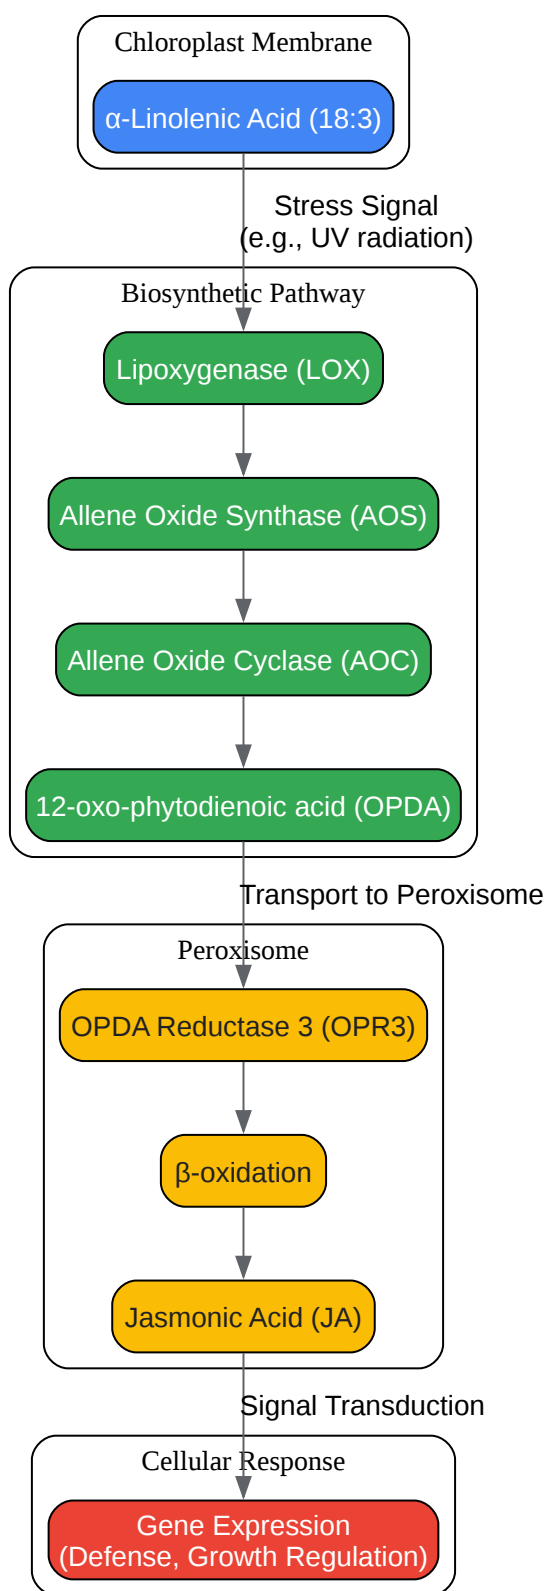 Chloroplast Membrane
α-Linolenic Acid (18:3)
Stress Signal
(e.g., UV radiation)
Biosynthetic Pathway
Lipoxygenase (LOX)
Allene Oxide Synthase (AOS)
Allene Oxide Cyclase (AOC)
12-oxo-phytodienoic acid (OPDA)
Transport to Peroxisome
Peroxisome
OPDA Reductase 3 (OPR3)
β-oxidation
Jasmonic Acid (JA)
Signal Transduction
Cellular Response
Gene Expression
(Defense, Growth Regulation)